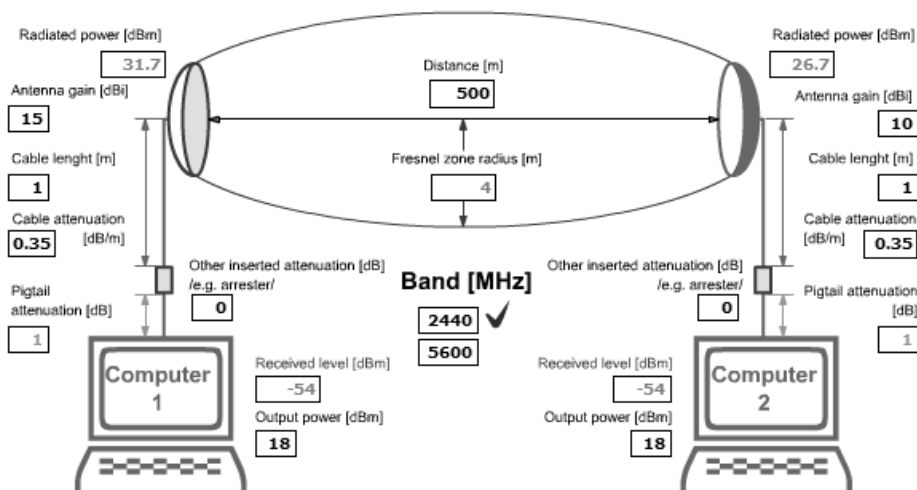 Radiated power [dBm]
31.7
Antenna gain [dBi]
15
Cable lenght [m]
1
Cable attenuation
[dB/m]
0.35
Pigtail
attenuation [dB]
1
Other inserted attenuation [dB]
/e.g. arrester/
0
Computer
1
Received level [dBm]
-54
Output power [dBm]
18
Distance [m]
500
Fresnel zone radius [m]
4
Band [MHz]
2440
5600
Radiated power [dBm]
26.7
Antenna gain [dBi]
10
Cable lenght [m]
1
Cable attenuation
[dB/m]
0.35
Other inserted attenuation [dB]
/e.g. arrester/
0
Pigtail attenuation
[dB]
1
Received level [dBm]
-54
Output power [dBm]
18
Computer
2